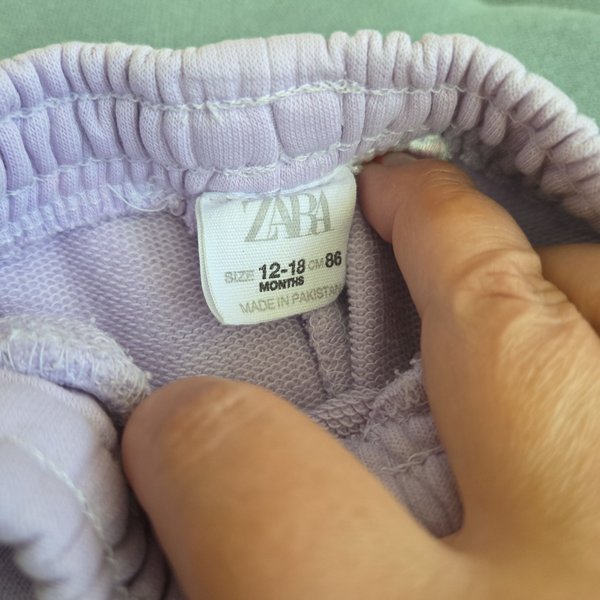 ZARA
SIZE 12-18 CM 86
MONTHS
MADE IN PAKISTAN